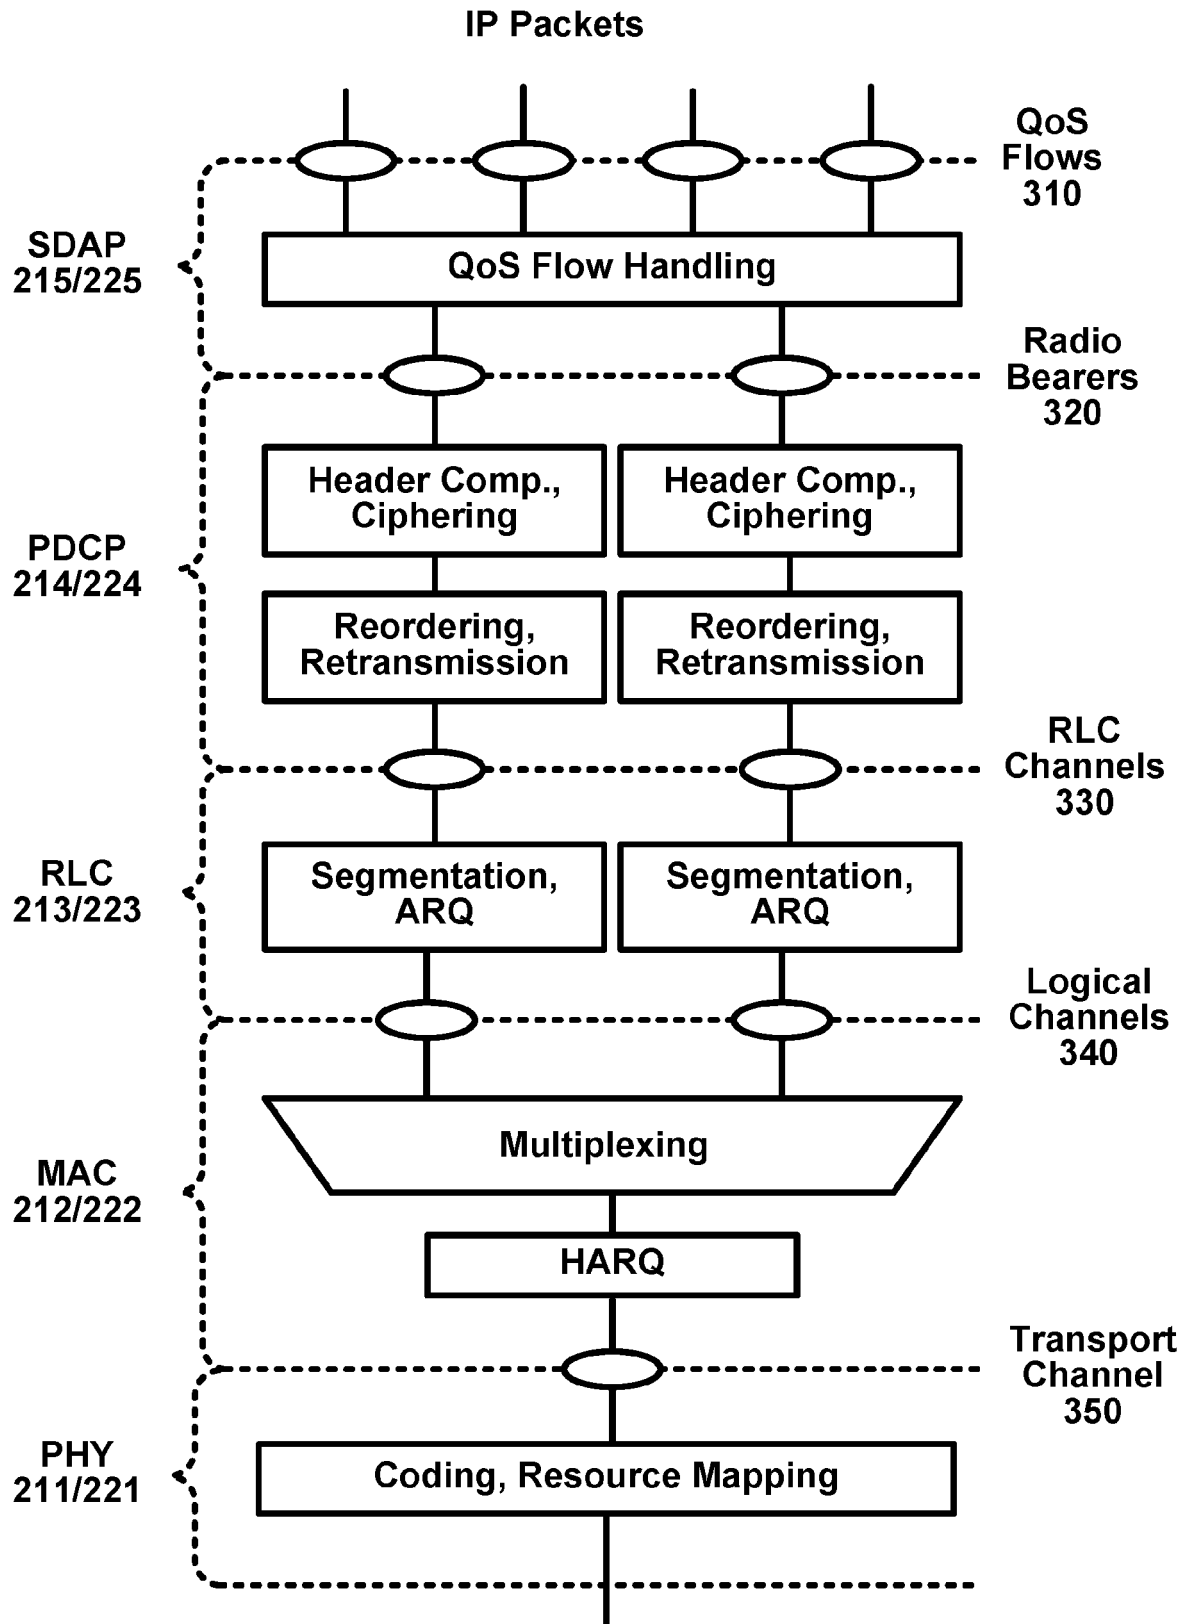 IP Packets
QoS
Flows
310
SDAP
215/225
QoS Flow Handling
Radio
Bearers
320
Header Comp.,
Ciphering
Header Comp.,
Ciphering
PDCP
214/224
Reordering,
Retransmission
Reordering,
Retransmission
RLC
Channels
330
RLC
213/223
Segmentation,
ARQ
Segmentation,
ARQ
Logical
Channels
340
Multiplexing
MAC
212/222
HARQ
Transport
Channel
350
PHY
211/221
Coding, Resource Mapping